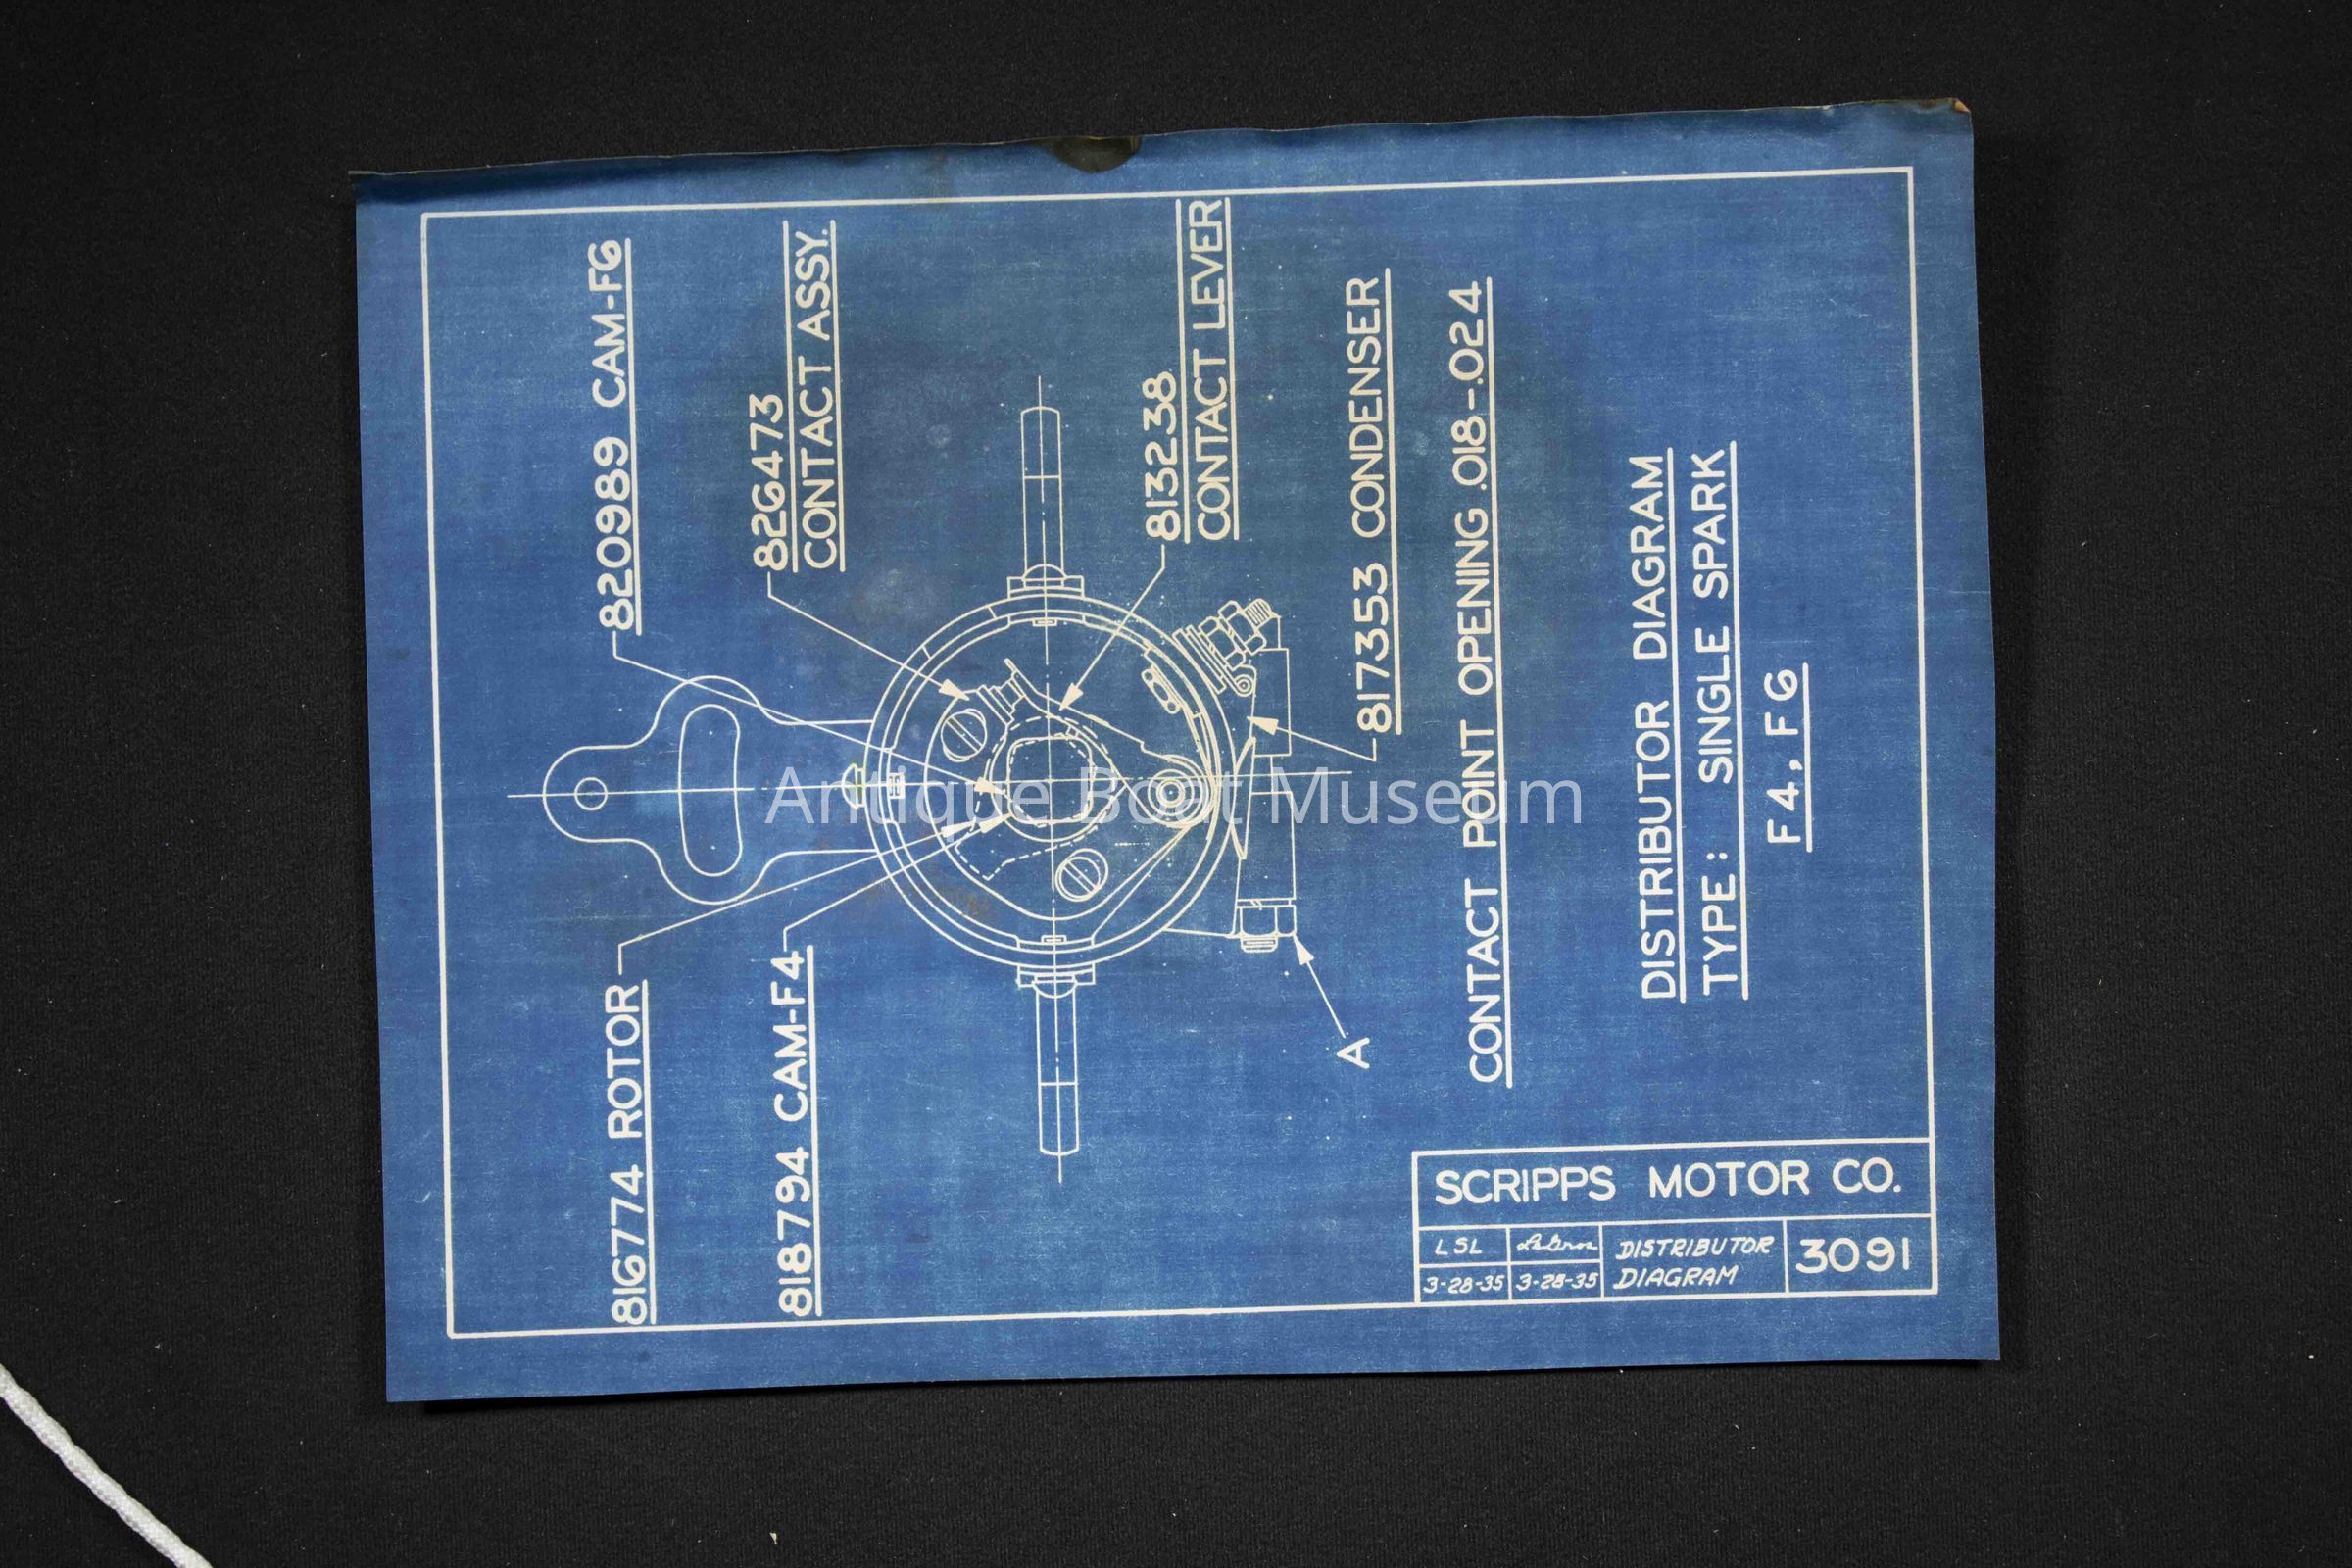 816774 ROTOR
820989 CAM-F6
818794 CAM-F4
826473
CONTACT ASSY.
813238
CONTACT LEVER
A
817353 CONDENSER
CONTACT POINT OPENING .018-.024
DISTRIBUTOR DIAGRAM
TYPE: SINGLE SPARK
F4, F6
SCRIPPS MOTOR CO.
LSL
3-28-35
3-28-35
DISTRIBUTOR
DIAGRAM
3091
Antique Boat Museum